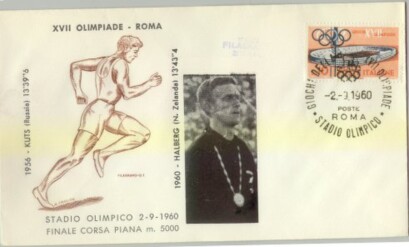 XVII OLIMPIADE - ROMA
1956 - KUTS (Russia) 13'39"6
1960 - HALBERG (N. Zelanda) 13'43"4
STADIO OLIMPICO 2-9-1960
FINALE CORSA PIANA m. 5000
-2.-9.1960
POSTE
ROMA
STADIO OLIMPICO